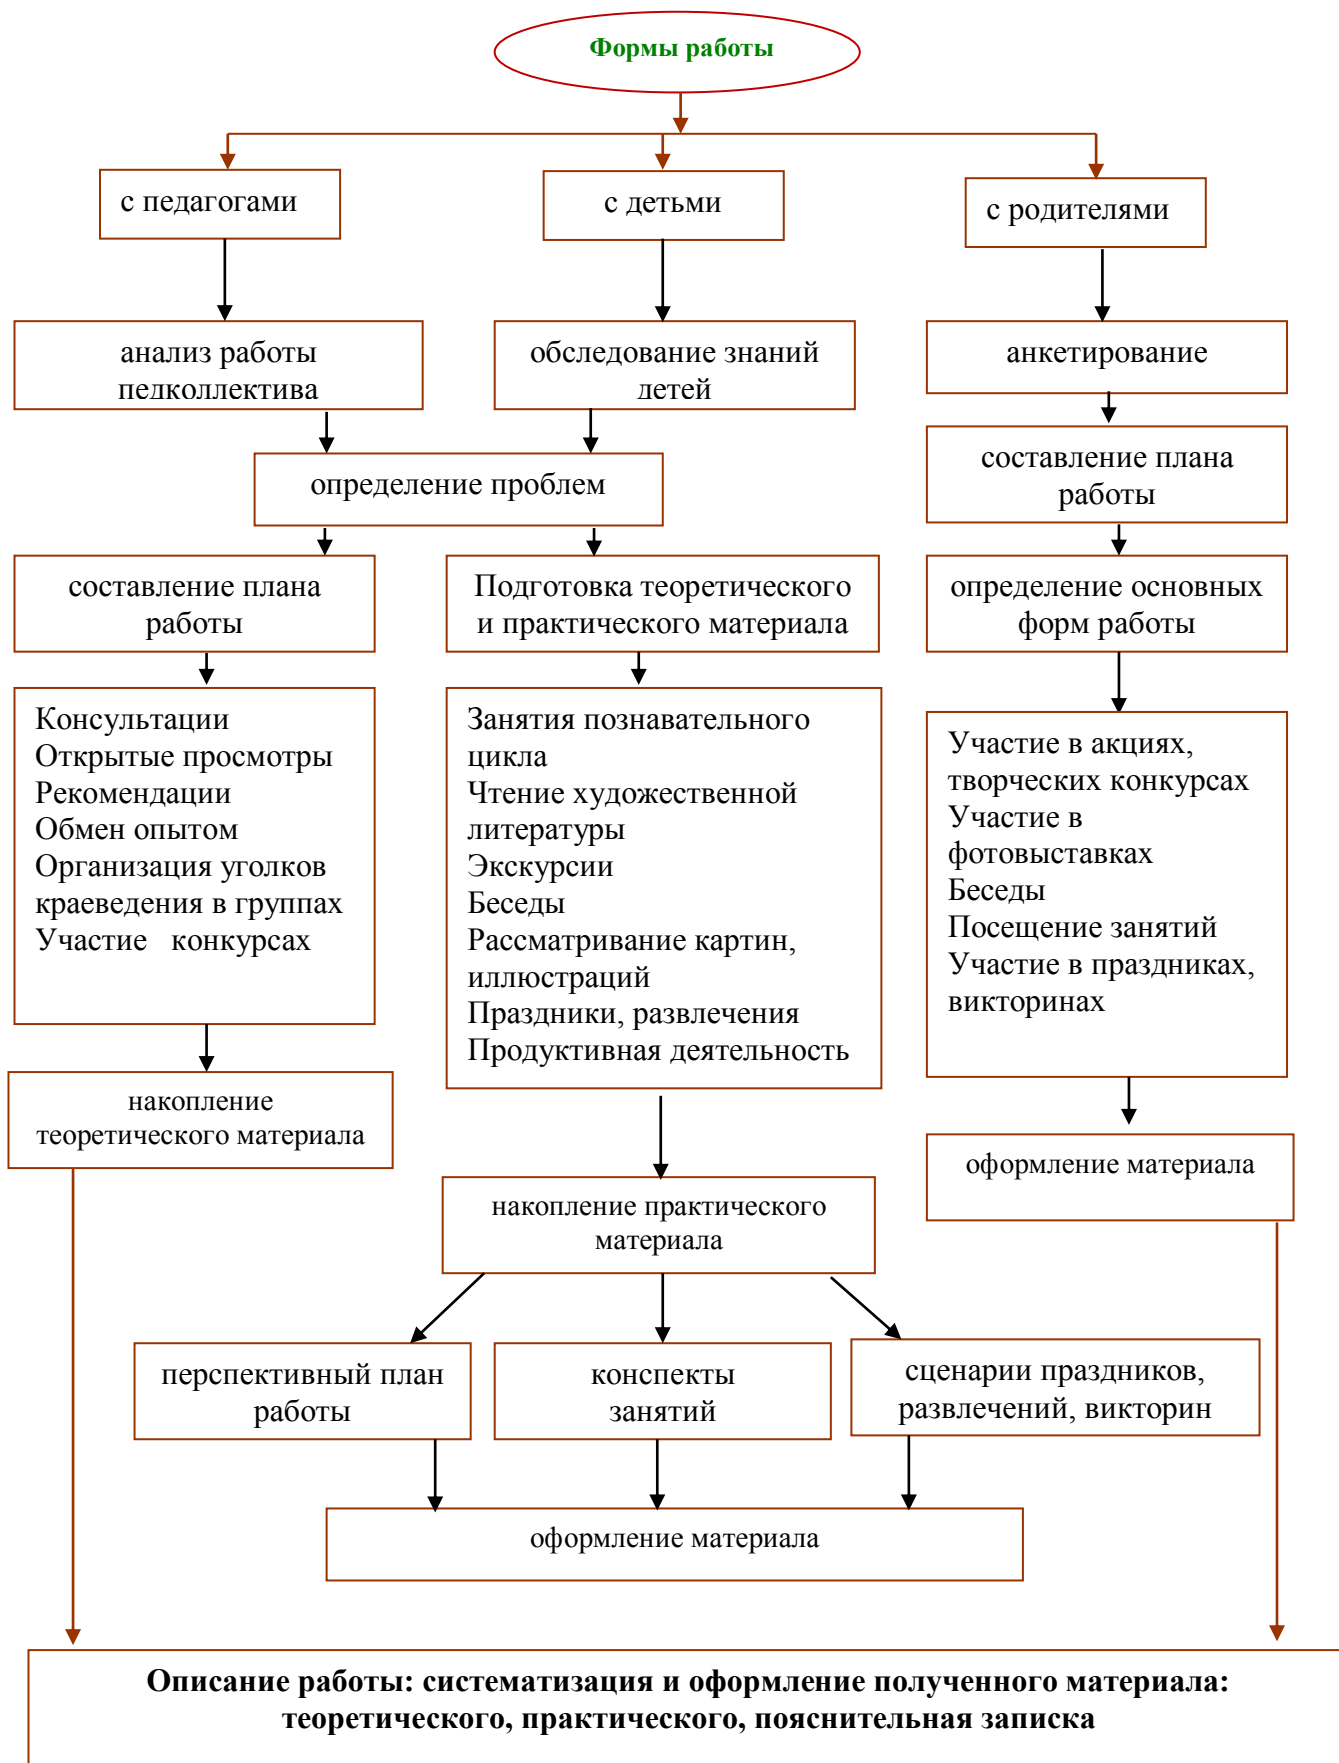 Формы работы
с педагогами
с детьми
с родителями
анализ работы
педколлектива
обследование знаний
детей
анкетирование
определение проблем
составление плана
работы
составление плана
работы
Подготовка теоретического
и практического материала
определение основных
форм работы
Консультации
Открытые просмотры
Рекомендации
Обмен опытом
Организация уголков
краеведения в группах
Участие конкурсах
Занятия познавательного
цикла
Чтение художественной
литературы
Экскурсии
Беседы
Рассматривание картин,
иллюстраций
Праздники, развлечения
Продуктивная деятельность
Участие в акциях,
творческих конкурсах
Участие в
фотовыставках
Беседы
Посещение занятий
Участие в праздниках,
викторинах
накопление
теоретического материала
оформление материала
накопление практического
материала
перспективный план
работы
конспекты
занятий
сценарии праздников,
развлечений, викторин
оформление материала
Описание работы: систематизация и оформление полученного материала:
теоретического, практического, пояснительная записка